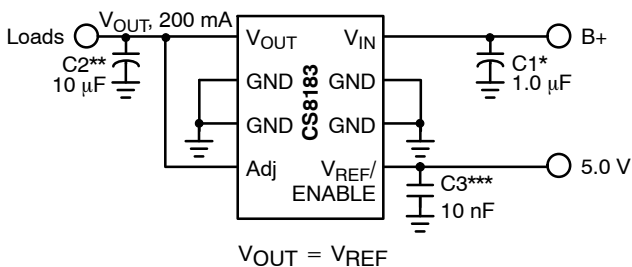 VOUT, 200 mA
Loads
C2**
10 μF
VOUT
VIN
GND
GND
CS8183
GND
GND
Adj
VREF/
ENABLE
B+
C1*
1.0 μF
5.0 V
C3***
10 nF
VOUT = VREF